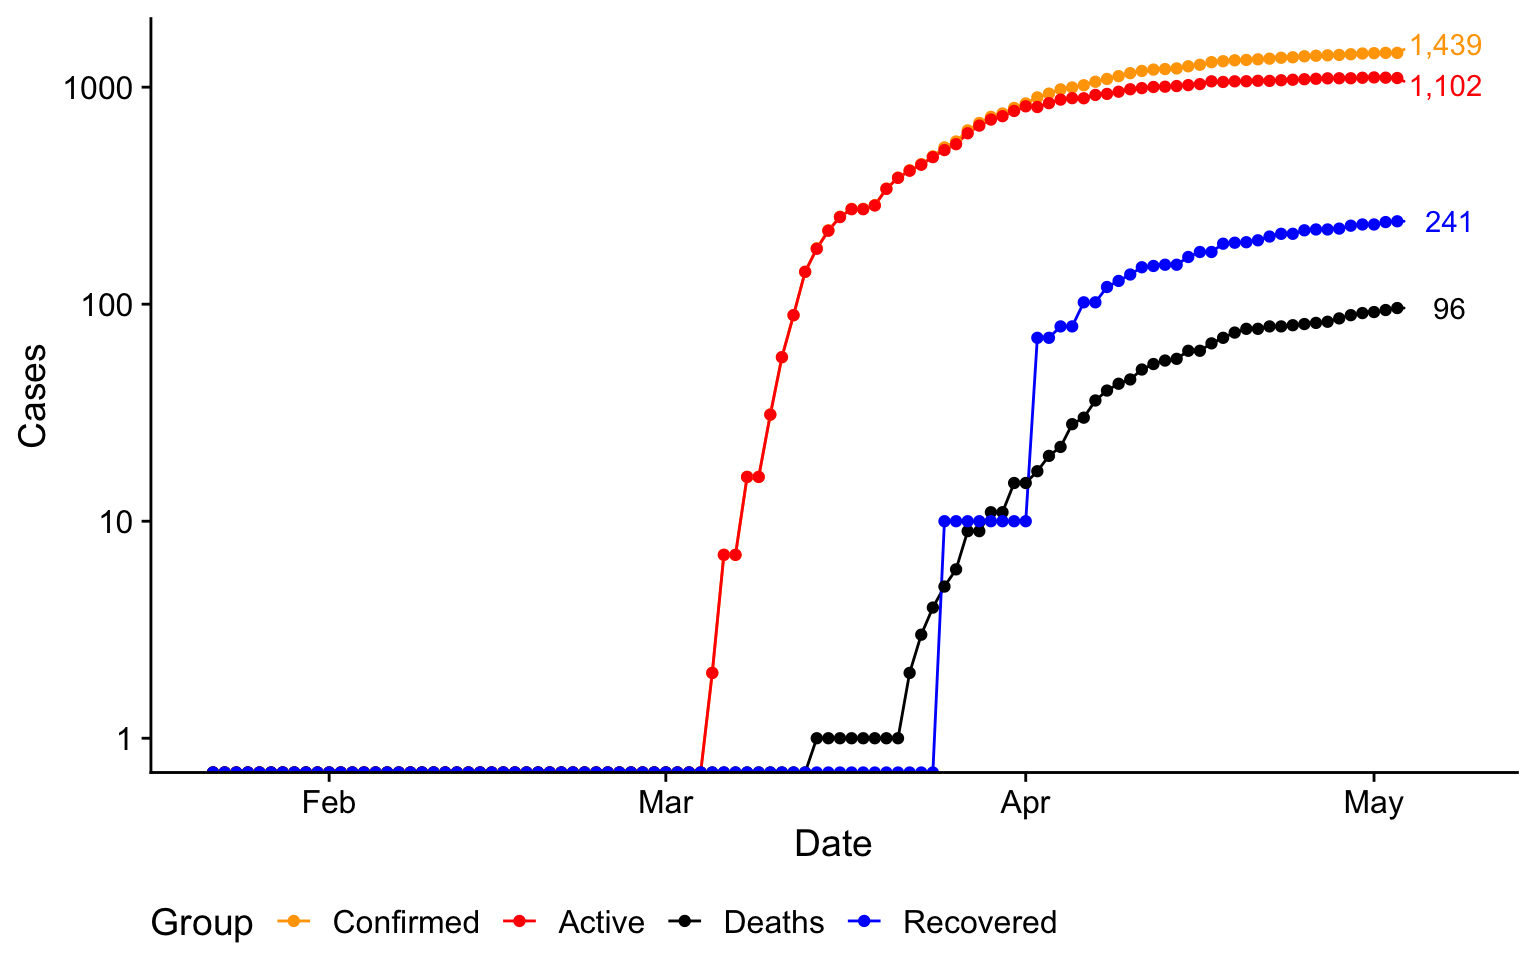 1,439
1000
1,102
241
100
96
Cases
10
1
Feb Mar Apr May
Date
Group Confirmed Active Deaths Recovered